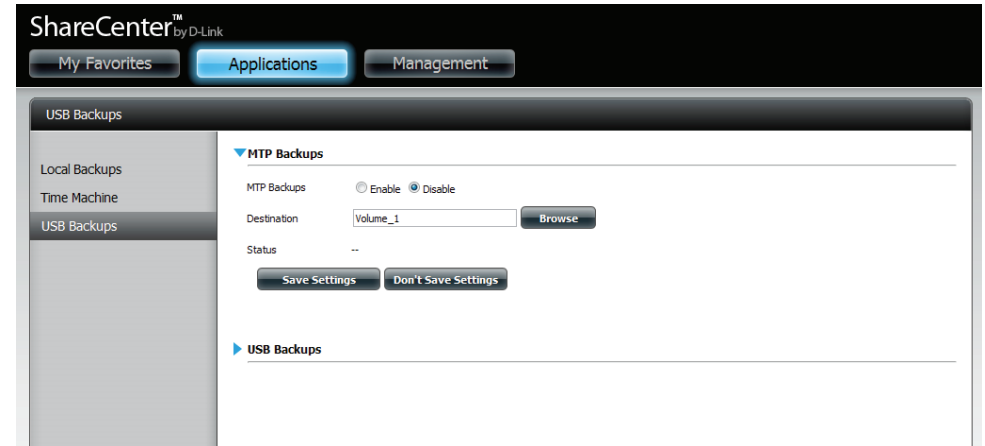 ShareCenter™ by D-Link
My Favorites Applications Management
USB Backups
Local Backups
Time Machine
USB Backups
MTP Backups
MTP Backups Enable Disable
Destination Volume_1 Browse
Status --
Save Settings Don't Save Settings
USB Backups